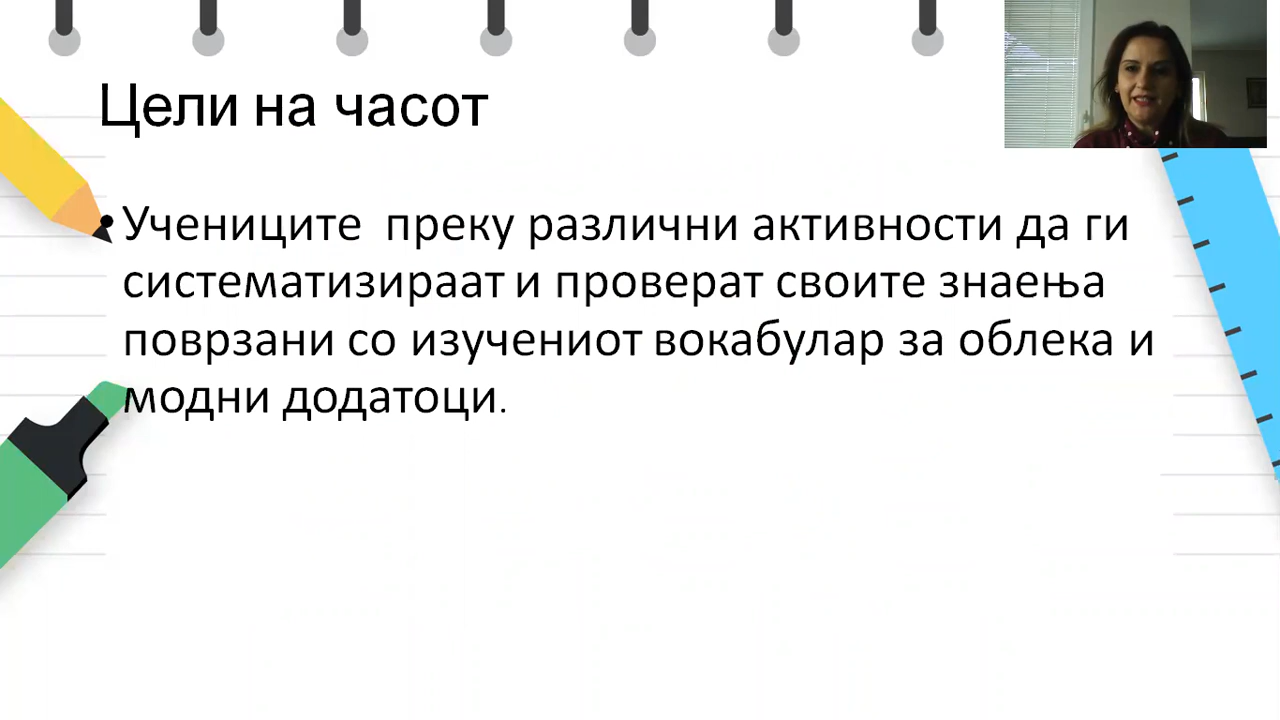 Цели на часот
• Учениците преку различни активности да ги
систематизираат и проверат своите знаења
поврзани со изучениот вокабулар за облека и
модни додатоци.